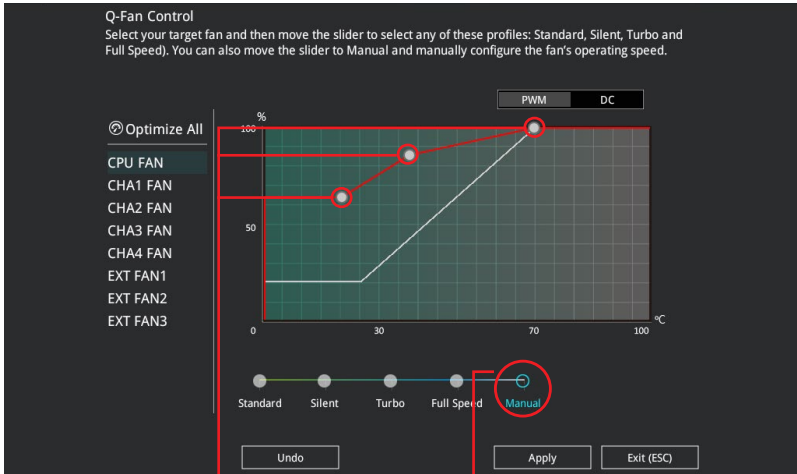 Q-Fan Control
Select your target fan and then move the slider to select any of these profiles: Standard, Silent, Turbo and
Full Speed). You can also move the slider to Manual and manually configure the fan's operating speed.
PWM DC
Optimize All
CPU FAN
CHA1 FAN
CHA2 FAN
CHA3 FAN
CHA4 FAN
EXT FAN1
EXT FAN2
EXT FAN3
%
100
50
0 30 70 100
ºC
Standard Silent Turbo Full Speed Manual
Undo Apply Exit (ESC)